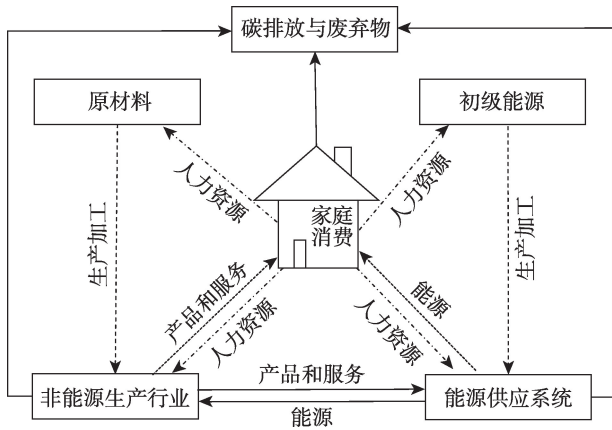 碳排放与废弃物
原材料
初级能源
人力资源
人力资源
生产加工
家庭
消费
生产加工
产品和服务
人力资源
能源
人力资源
非能源生产行业
产品和服务
能源
能源供应系统